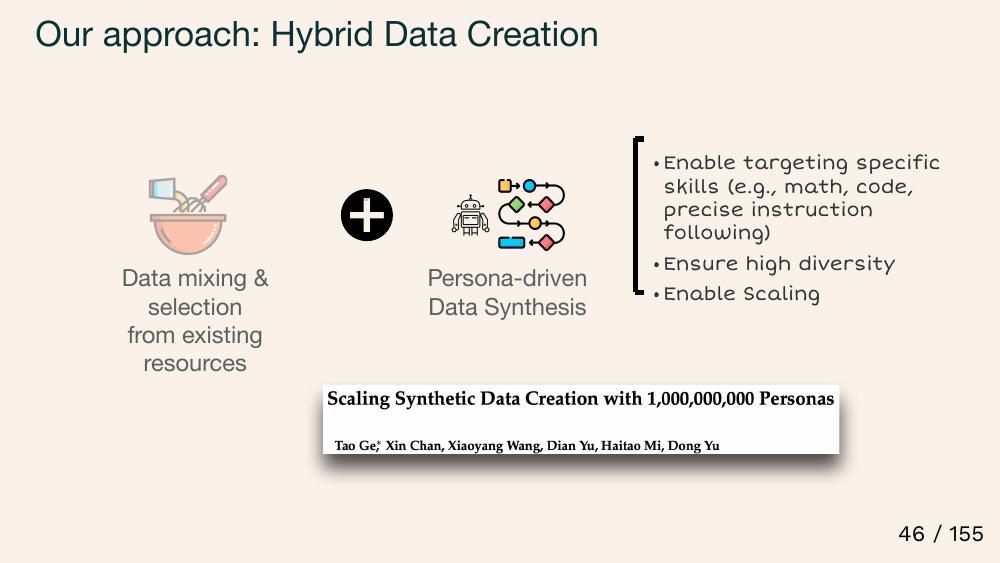 Our approach: Hybrid Data Creation
Data mixing &
selection
from existing
resources
Persona-driven
Data Synthesis
• Enable targeting specific
skills (e.g., math, code,
precise instruction
following)
• Ensure high diversity
• Enable Scaling
Scaling Synthetic Data Creation with 1,000,000,000 Personas
Tao Ge,* Xin Chan, Xiaoyang Wang, Dian Yu, Haitao Mi, Dong Yu
46 / 155